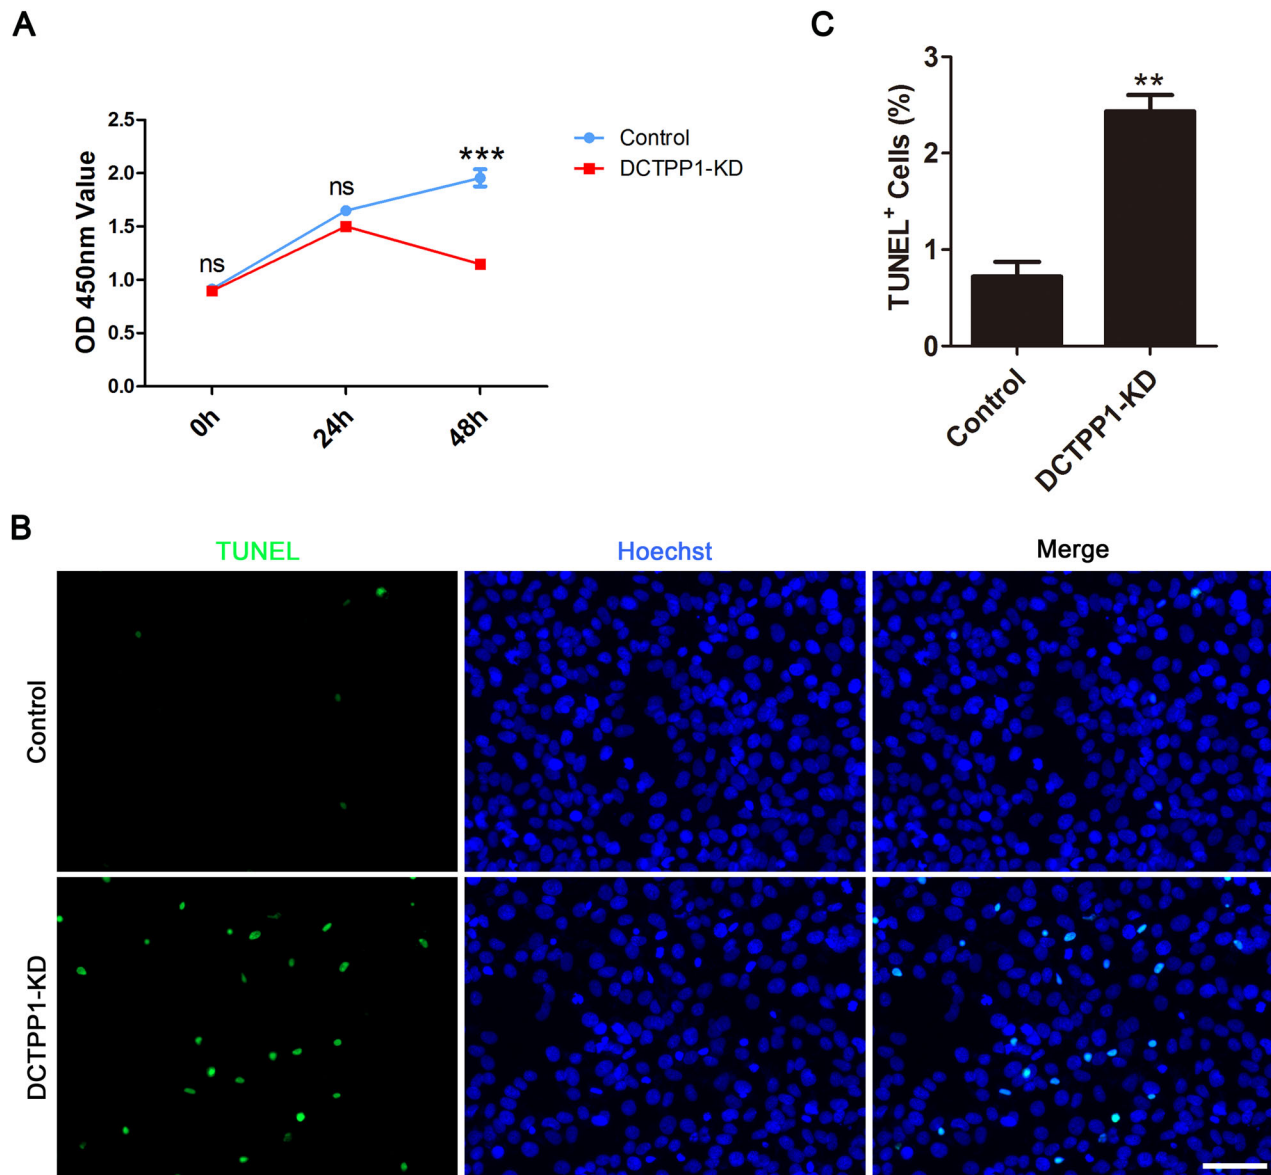 A
OD 450nm Value
2.5
2.0
1.5
1.0
0.5
0.0
ns
ns
***
0h
24h
48h
Control
DCTPP1-KD
C
TUNEL+ Cells (%)
3
2
1
0
**
Control
DCTPP1-KD
B
TUNEL
Hoechst
Merge
Control
DCTPP1-KD